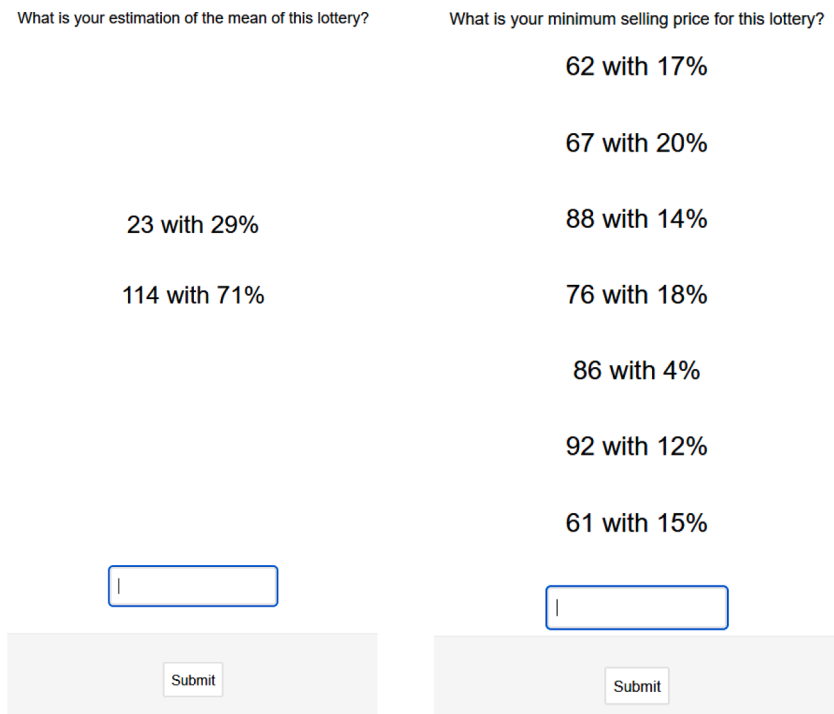 What is your estimation of the mean of this lottery?
23 with 29%
114 with 71%
Submit
What is your minimum selling price for this lottery?
62 with 17%
67 with 20%
88 with 14%
76 with 18%
86 with 4%
92 with 12%
61 with 15%
Submit